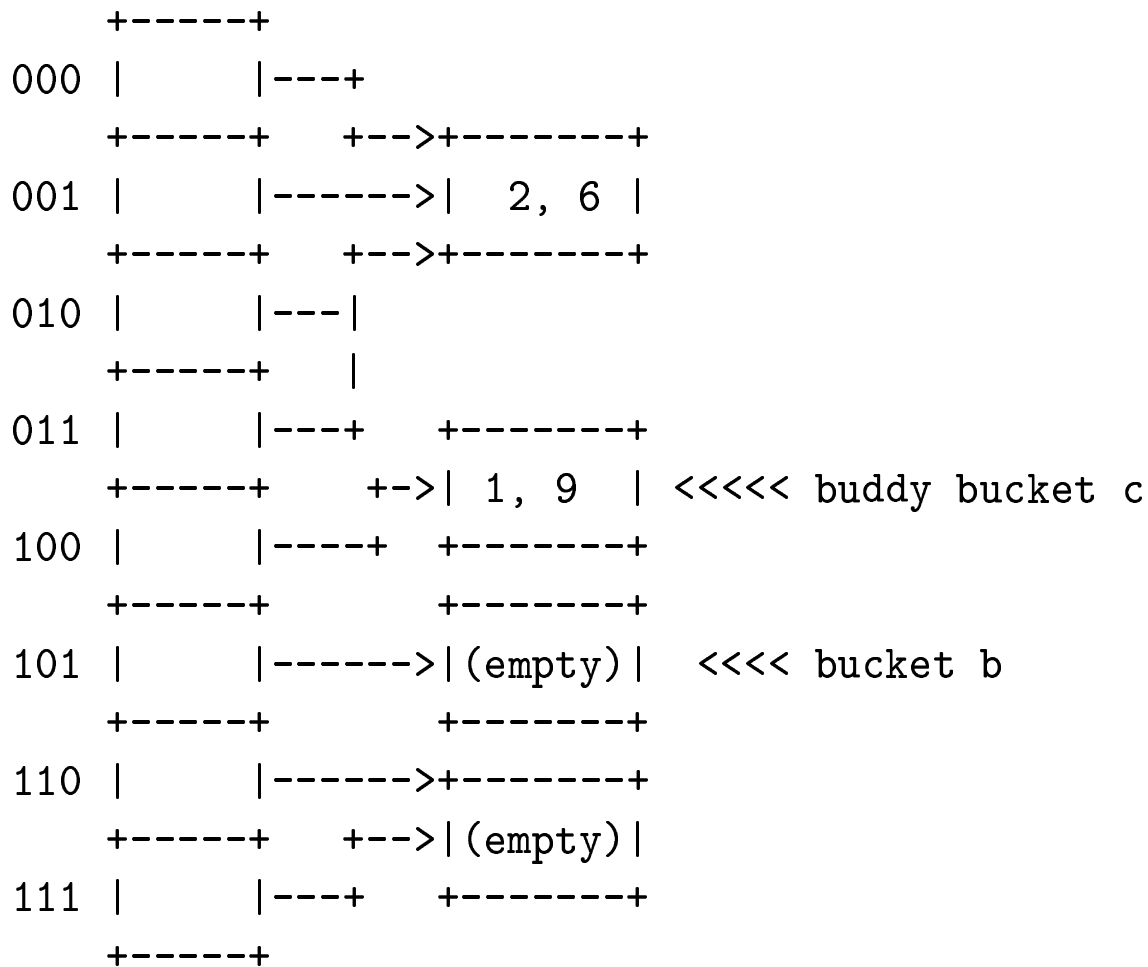 +-----+
000 |     |---+
    +-----+   +-->+-------+
001 |     |------>|  2, 6 |
    +-----+   +-->+-------+
010 |     |---|
    +-----+   |
011 |     |---+   +-------+
    +-----+    +->| 1, 9  | <<<<< buddy bucket c
100 |     |----+  +-------+
    +-----+       +-------+
101 |     |------>|(empty)|  <<<< bucket b
    +-----+       +-------+
110 |     |------>+-------+
    +-----+   +-->|(empty)|
111 |     |---+   +-------+
    +-----+